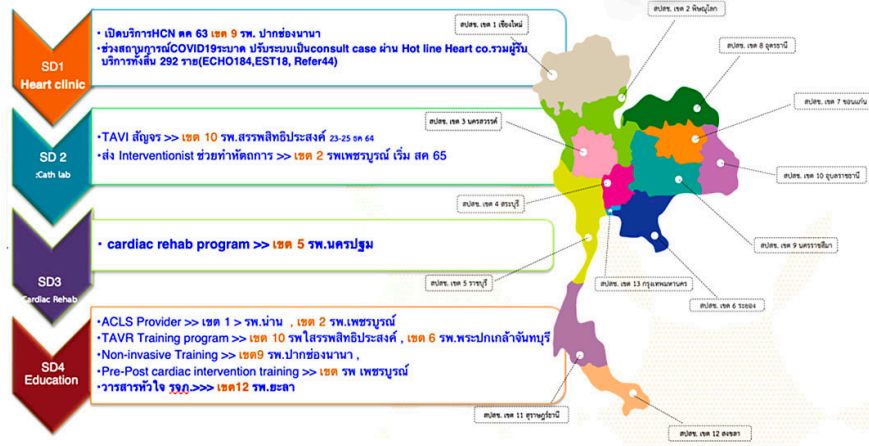 SD1
Heart clinic
• เปิดบริการHCN ตค 63 เขต 9 รพ. ปากช่องนานา
•ช่วงสถานการณ์COVID19ระบาด ปรับระบบเป็นconsult case ผ่าน Hot line Heart co.รวมผู้รับ
บริการทั้งสิ้น 292 ราย(ECHO184,EST18, Refer44)
SD 2
:Cath lab
•TAVI สัญจร >> เขต 10 รพ.สรรพสิทธิประสงค์ 23-25 ธค 64
•ส่ง Interventionist ช่วยทำหัตถการ >> เขต 2 รพเพชรบูรณ์ เริ่ม สค 65
SD3
Cardiac Rehab
• cardiac rehab program >> เขต 5 รพ.นครปฐม
SD4
Education
•ACLS Provider >> เขต 1 > รพ.น่าน , เขต 2 รพ.เพชรบูรณ์
•TAVR Training program >> เขต 10 รพใสรรพสิทธิประสงค์ , เขต 6 รพ.พระปกเกล้าจันทบุรี
•Non-invasive Training >> เขต9 รพ.ปากช่องนานา ,
•Pre-Post cardiac intervention training >> เขต รพ เพชรบูรณ์
•วารสารหัวใจ รจภ.>>> เขต12 รพ.ยะลา
สปสช. เขต 1 เชียงใหม่
สปสช. เขต 2 พิษณุโลก
สปสช. เขต 8 อุดรธานี
สปสช. เขต 7 ขอนแก่น
สปสช. เขต 3 นครสวรรค์
สปสช. เขต 10 อุบลราชธานี
สปสช. เขต 4 สระบุรี
สปสช. เขต 9 นครราชสีมา
สปสช. เขต 5 ราชบุรี
สปสช. เขต 13 กรุงเทพมหานคร
สปสช. เขต 6 ระยอง
สปสช. เขต 11 สุราษฎร์ธานี
สปสช. เขต 12 สงขลา